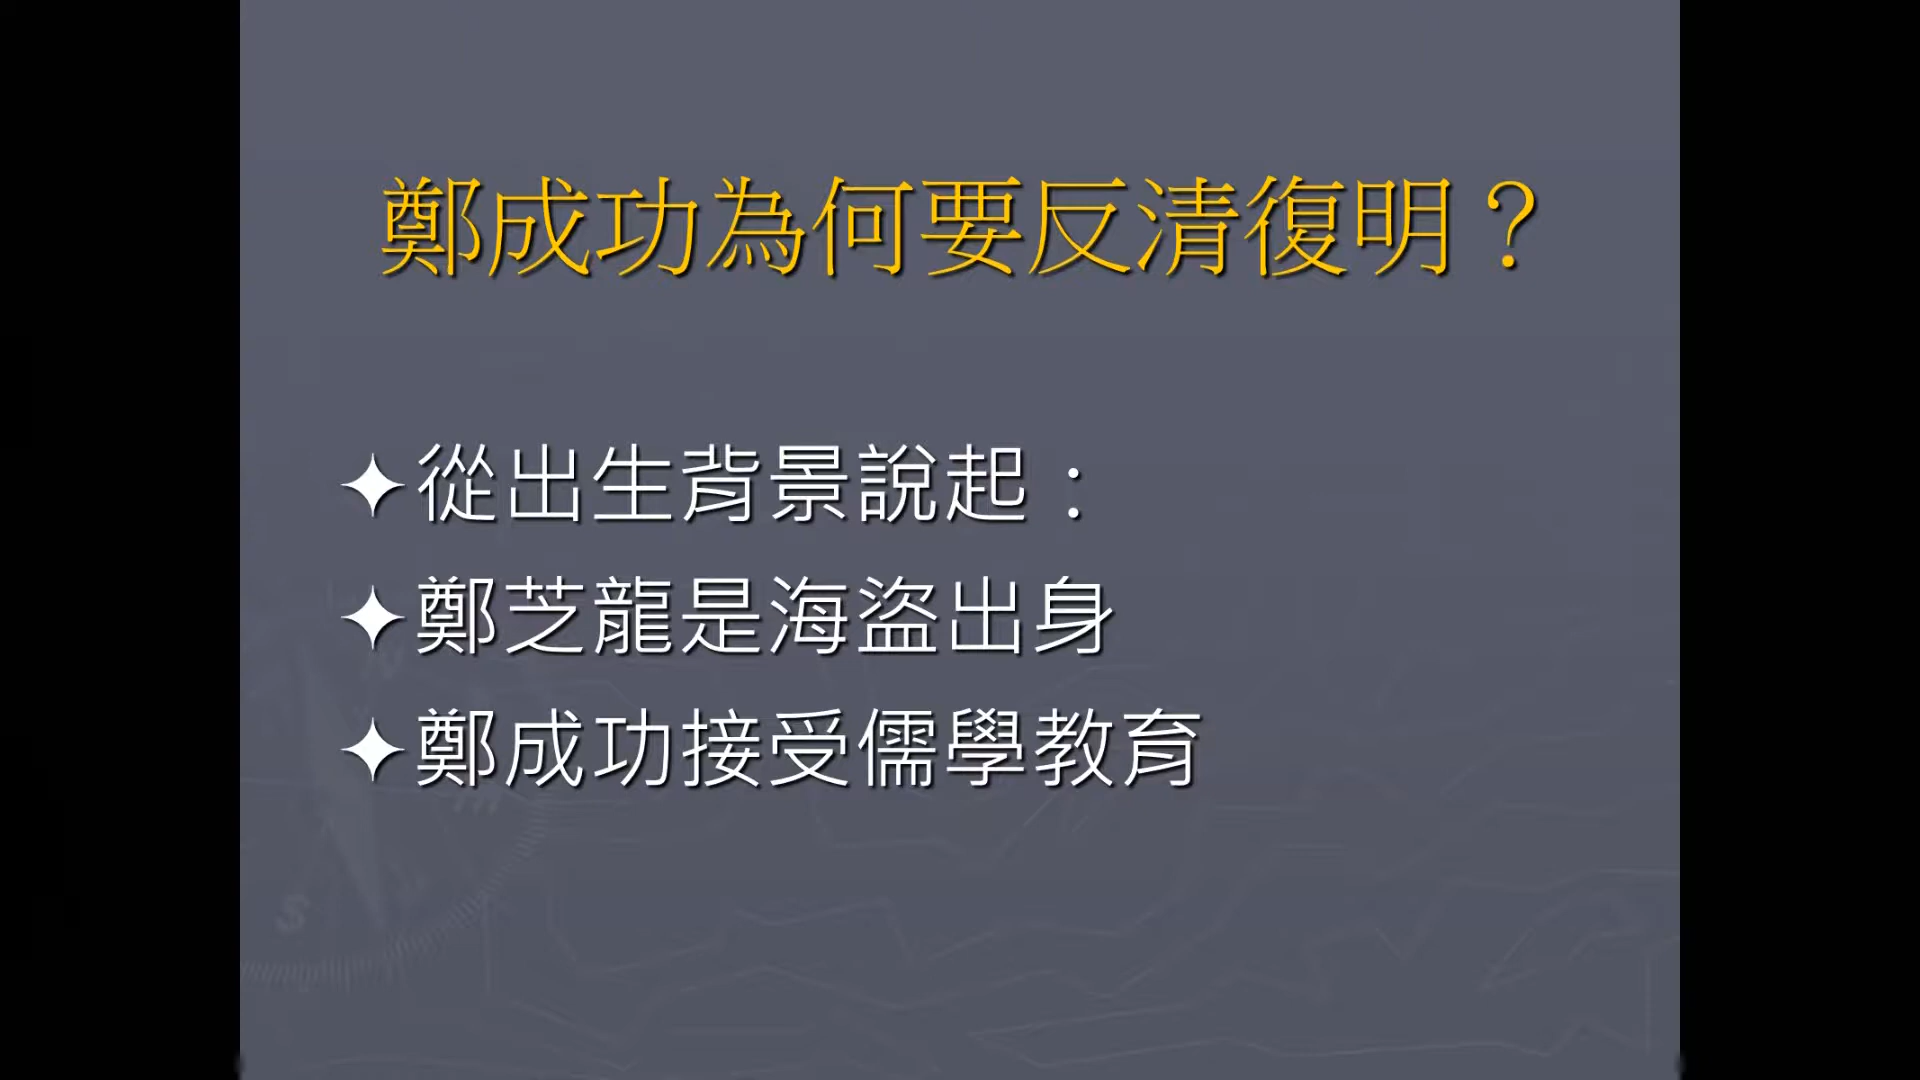 鄭成功為何要反清復明？
✦從出生背景說起：
✦鄭芝龍是海盜出身
✦鄭成功接受儒學教育
S